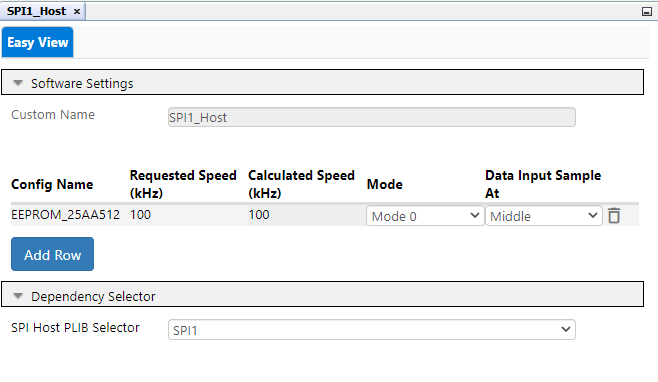 SPI1_Host ×
Easy View
Software Settings
Custom Name SPI1_Host
Config Name Requested Speed (kHz) Calculated Speed (kHz) Mode Data Input Sample At
EEPROM_25AA512 100 100 Mode 0 Middle
Add Row
Dependency Selector
SPI Host PLIB Selector SPI1